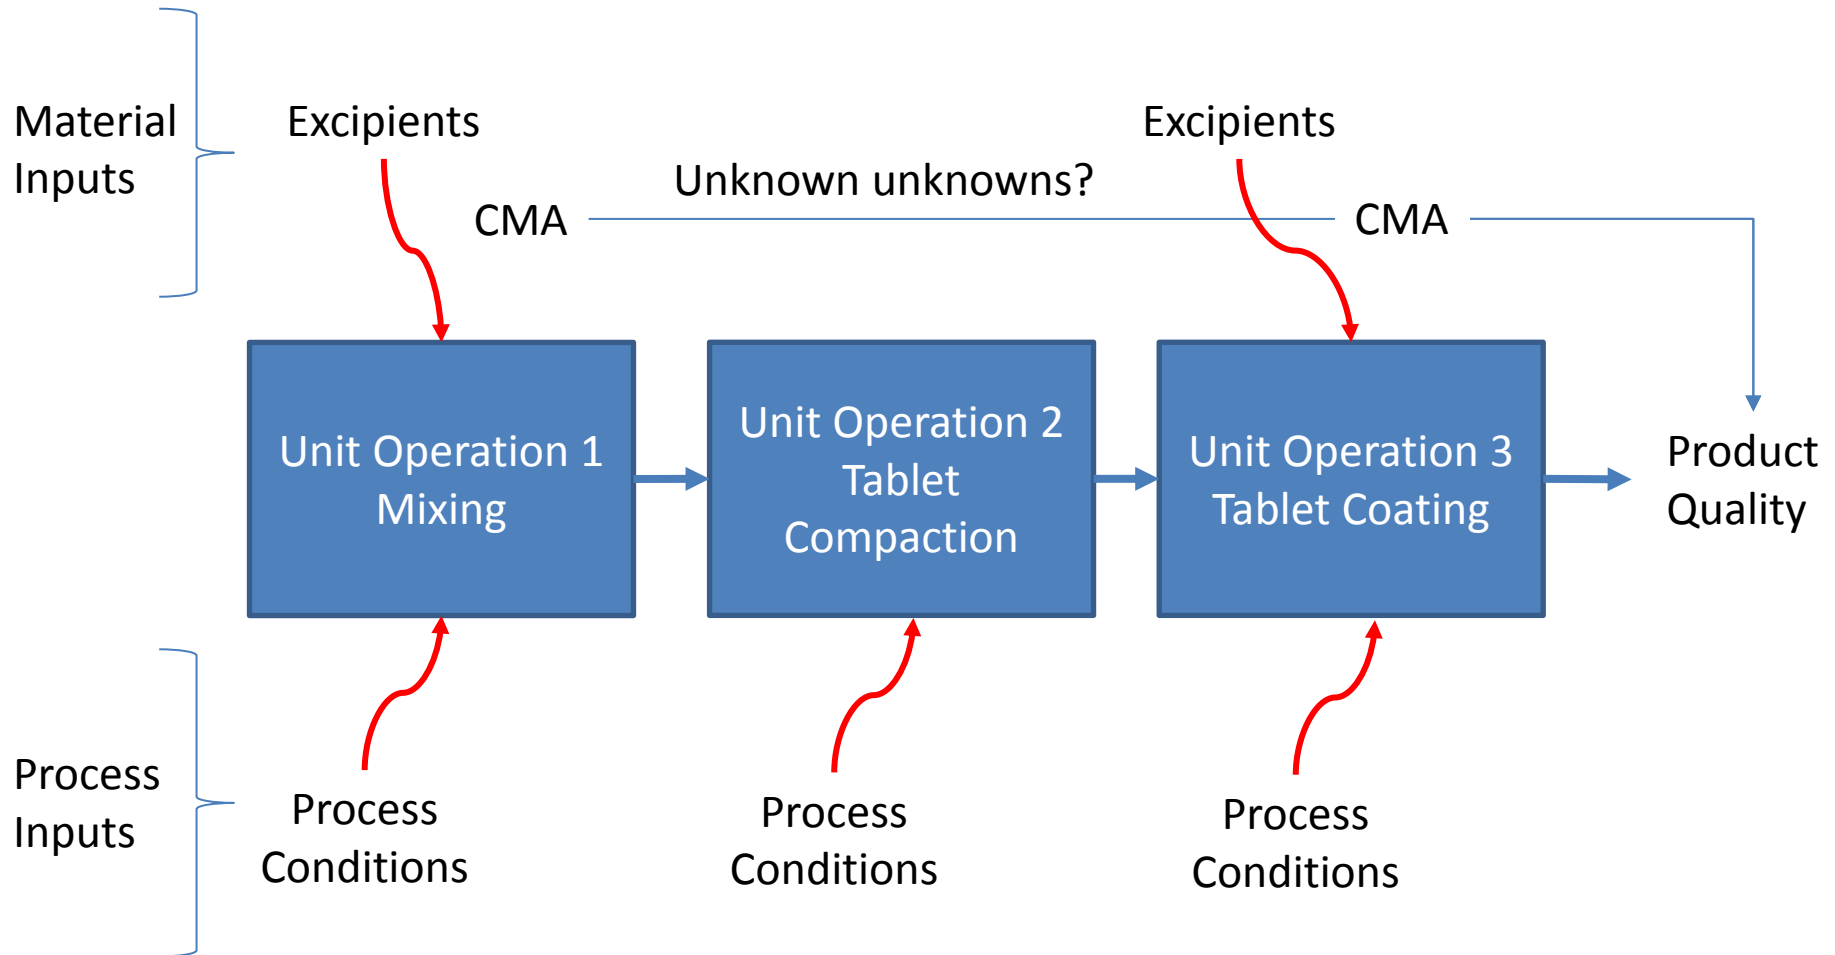 Material
Inputs
Excipients
Excipients
Unknown unknowns?
CMA
CMA
Unit Operation 1
Mixing
Unit Operation 2
Tablet
Compaction
Unit Operation 3
Tablet Coating
Product
Quality
Process
Inputs
Process
Conditions
Process
Conditions
Process
Conditions